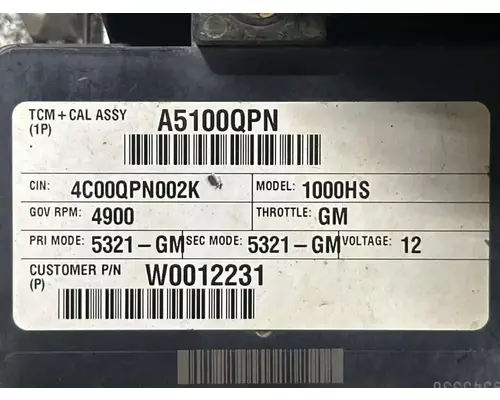 TCM + CAL ASSY A5100QPN
(1P)
CIN: 4C00QPN002K MODEL: 1000HS
GOV RPM: 4900 THROTTLE: GM
PRI MODE: 5321-GM SEC MODE: 5321-GM VOLTAGE: 12
CUSTOMER P/N W0012231
(P)